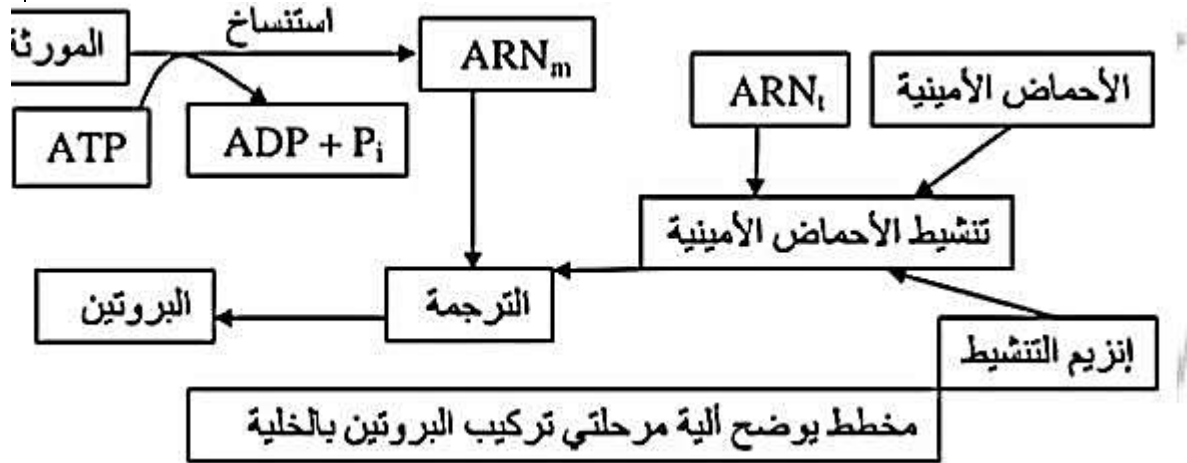 استنساخ
المورثة
ARNm
ARNt
الأحماض الأمينية
ATP
ADP + Pi
تنشيط الأحماض الأمينية
الترجمة
البروتين
إنزيم التنشيط
مخطط يوضح ألية مرحلتي تركيب البروتين بالخلية